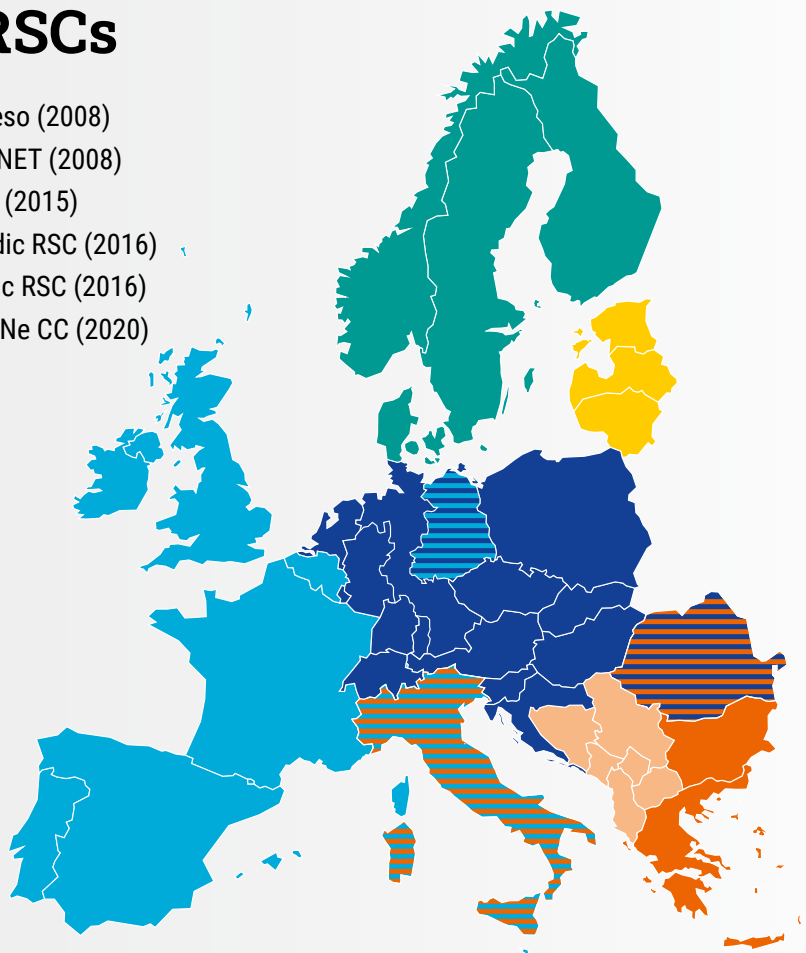 RSCs
eso (2008)
NET (2008)
(2015)
dic RSC (2016)
c RSC (2016)
Ne CC (2020)